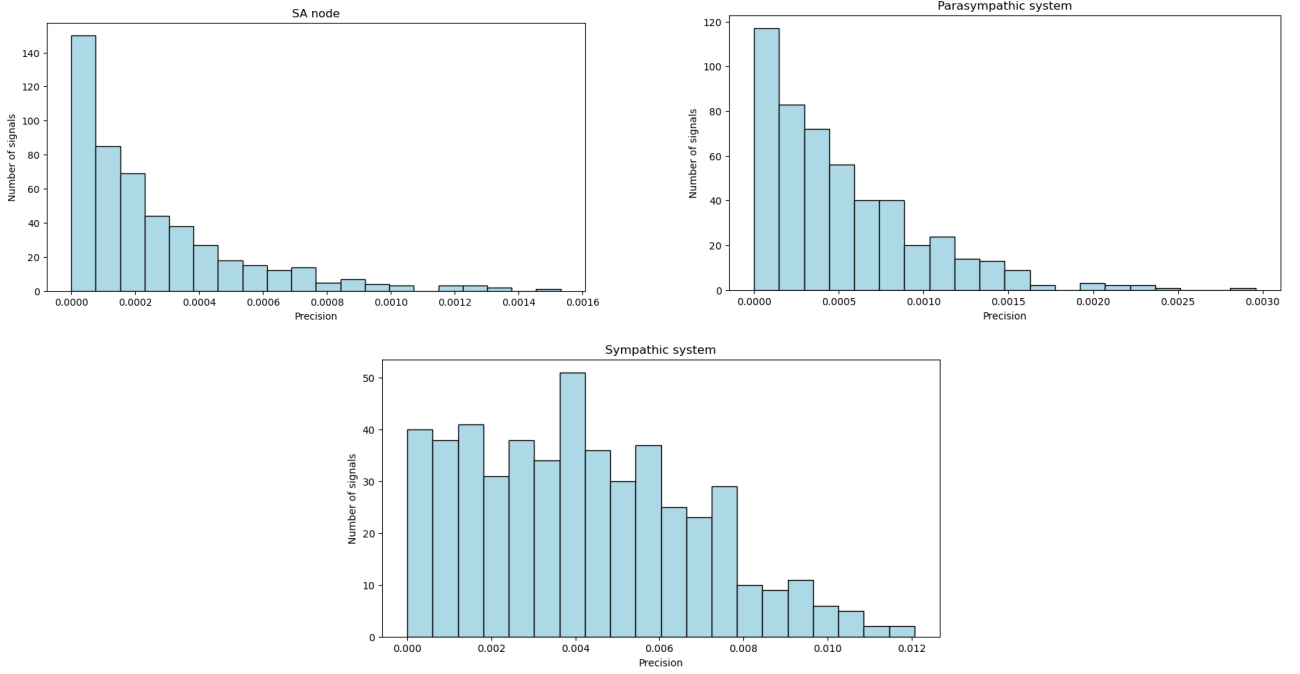 SA node
Number of signals
140
120
100
80
60
40
20
0
0.0000 0.0002 0.0004 0.0006 0.0008 0.0010 0.0012 0.0014 0.0016
Precision
Parasympathic system
Number of signals
120
100
80
60
40
20
0
0.0000 0.0005 0.0010 0.0015 0.0020 0.0025 0.0030
Precision
Sympathic system
Number of signals
50
40
30
20
10
0
0.000 0.002 0.004 0.006 0.008 0.010 0.012
Precision